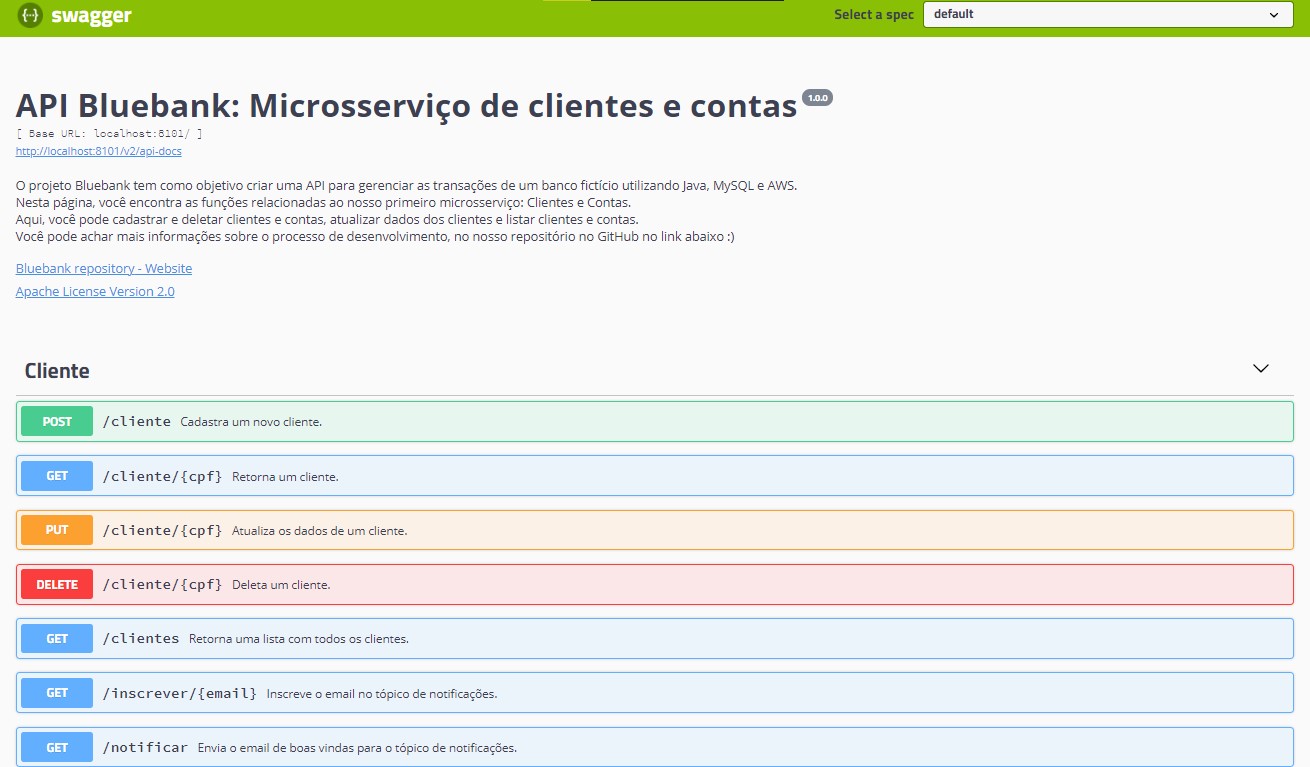 {···} swagger Select a spec default
API Bluebank: Microsserviço de clientes e contas 1.0.0
[ Base URL: localhost:8101/ ]
http://localhost:8101/v2/api-docs
O projeto Bluebank tem como objetivo criar uma API para gerenciar as transações de um banco fictício utilizando Java, MySQL e AWS.
Nesta página, você encontra as funções relacionadas ao nosso primeiro microsserviço: Clientes e Contas.
Aqui, você pode cadastrar e deletar clientes e contas, atualizar dados dos clientes e listar clientes e contas.
Você pode achar mais informações sobre o processo de desenvolvimento, no nosso repositório no GitHub no link abaixo :)
Bluebank repository - Website
Apache License Version 2.0
Cliente
POST /cliente Cadastra um novo cliente.
GET /cliente/{cpf} Retorna um cliente.
PUT /cliente/{cpf} Atualiza os dados de um cliente.
DELETE /cliente/{cpf} Deleta um cliente.
GET /clientes Retorna uma lista com todos os clientes.
GET /inscrever/{email} Inscreve o email no tópico de notificações.
GET /notificar Envia o email de boas vindas para o tópico de notificações.